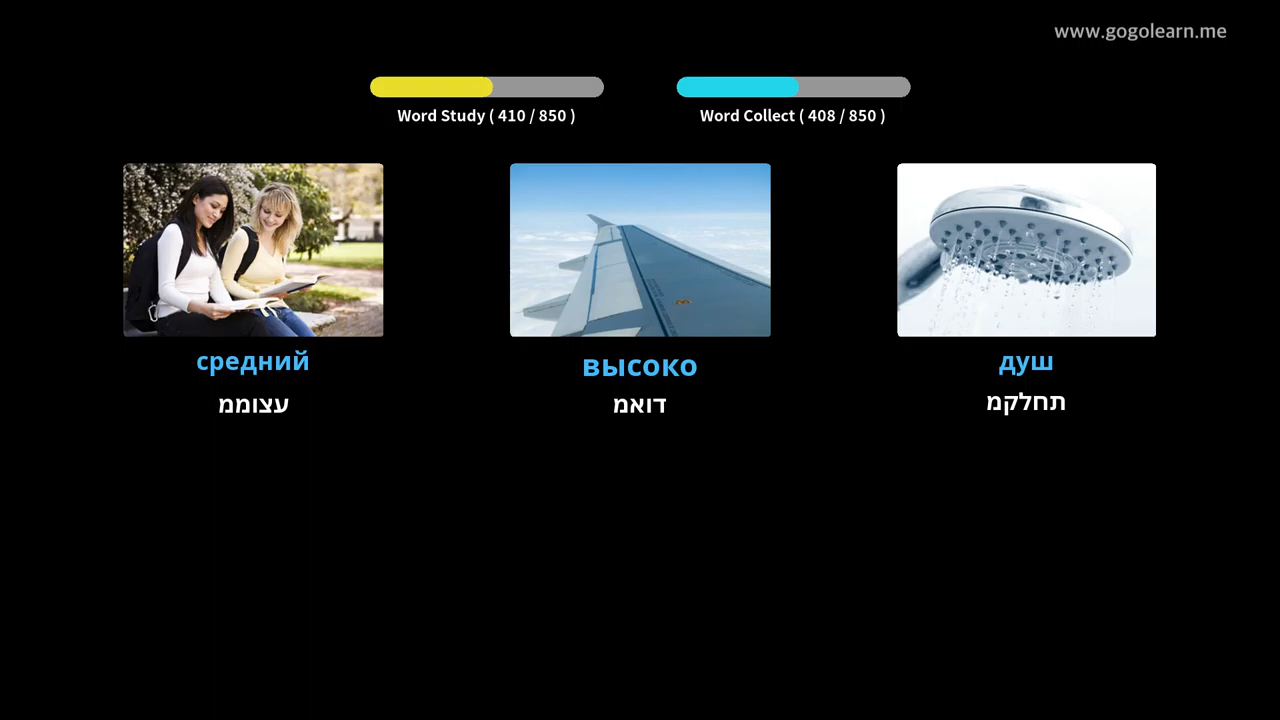 www.gogolearn.me
Word Study ( 410 / 850 )
Word Collect ( 408 / 850 )
средний
עצוממ
высоко
דואמ
душ
תחלקמ